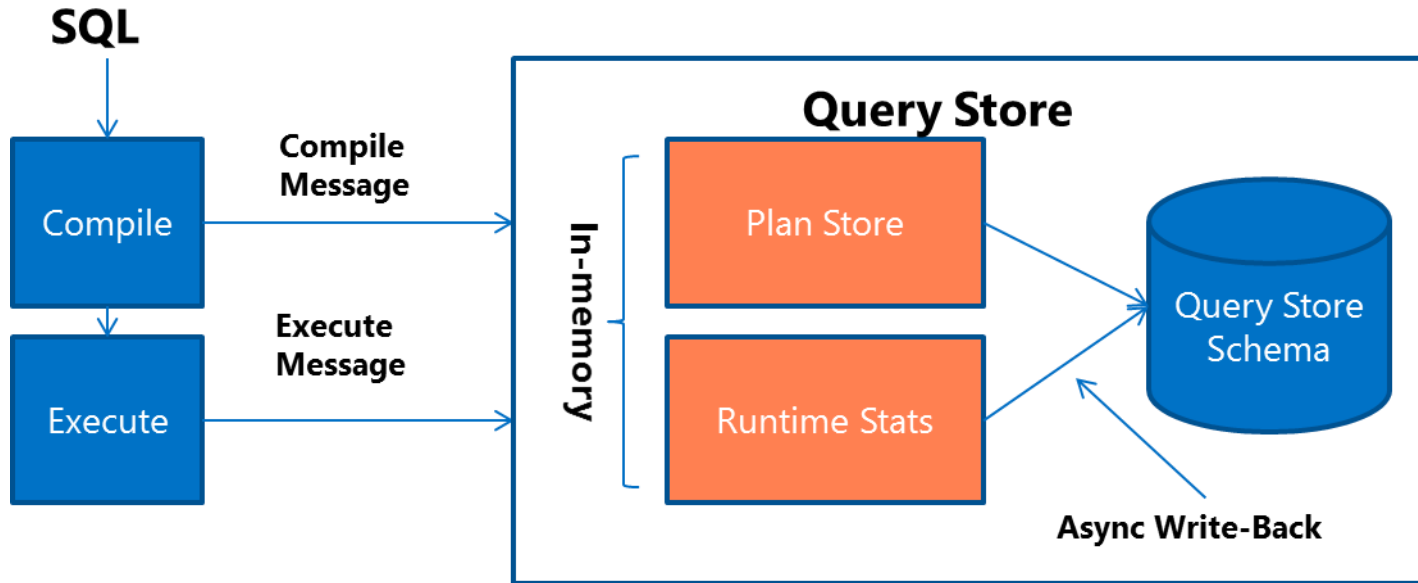 SQL
Query Store
Compile
Message
Compile
Plan Store
In-memory
Query Store
Schema
Execute
Message
Execute
Runtime Stats
Async Write-Back